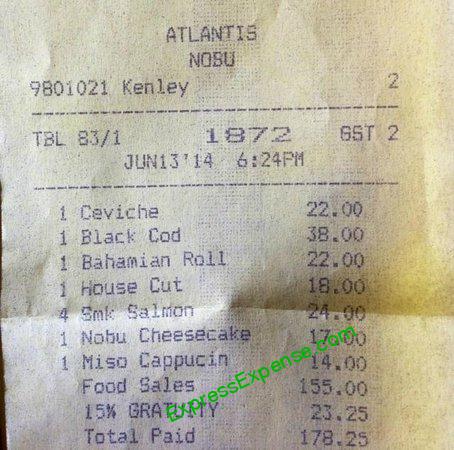 ATLANTIS
NOBU
9801021 Kenley 2
TBL 83/1 1872 GST 2
JUN13'14 6:24PM
1 Ceviche 22.00
1 Black Cod 38.00
1 Bahamian Roll 22.00
1 House Cut 18.00
4 Smk Salmon 24.00
1 Nobu Cheesecake 17.00
1 Miso Cappucin 14.00
Food Sales 155.00
15% GRATUITY 23.25
Total Paid 178.25
ExpressExpense.com